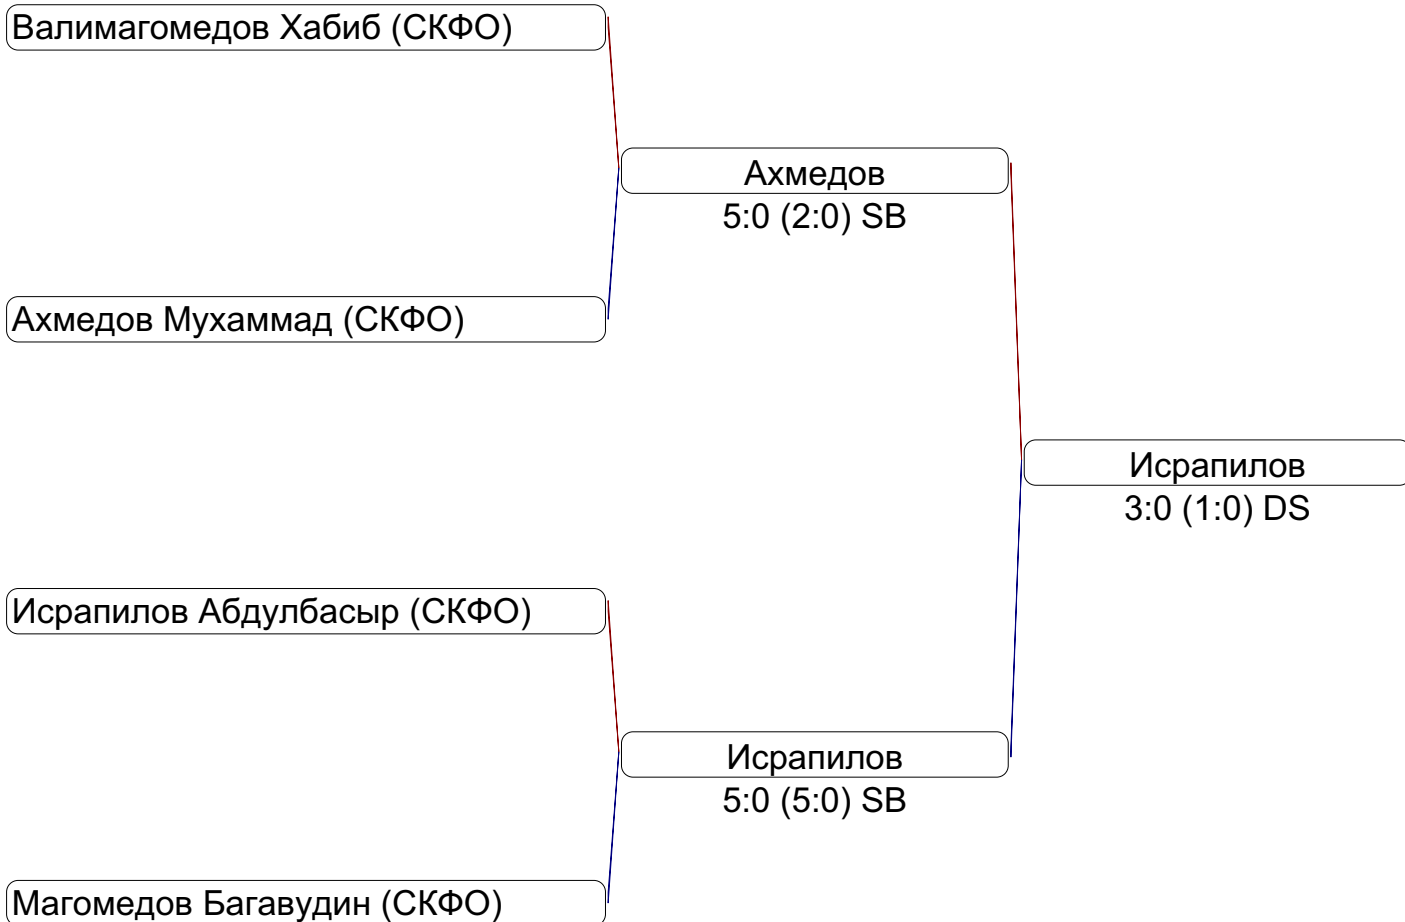 Валимагомедов Хабиб (СКФО)
Ахмедов
5:0 (2:0) SB
Ахмедов Мухаммад (СКФО)
Исрапилов
3:0 (1:0) DS
Исрапилов Абдулбасыр (СКФО)
Исрапилов
5:0 (5:0) SB
Магомедов Багавудин (СКФО)